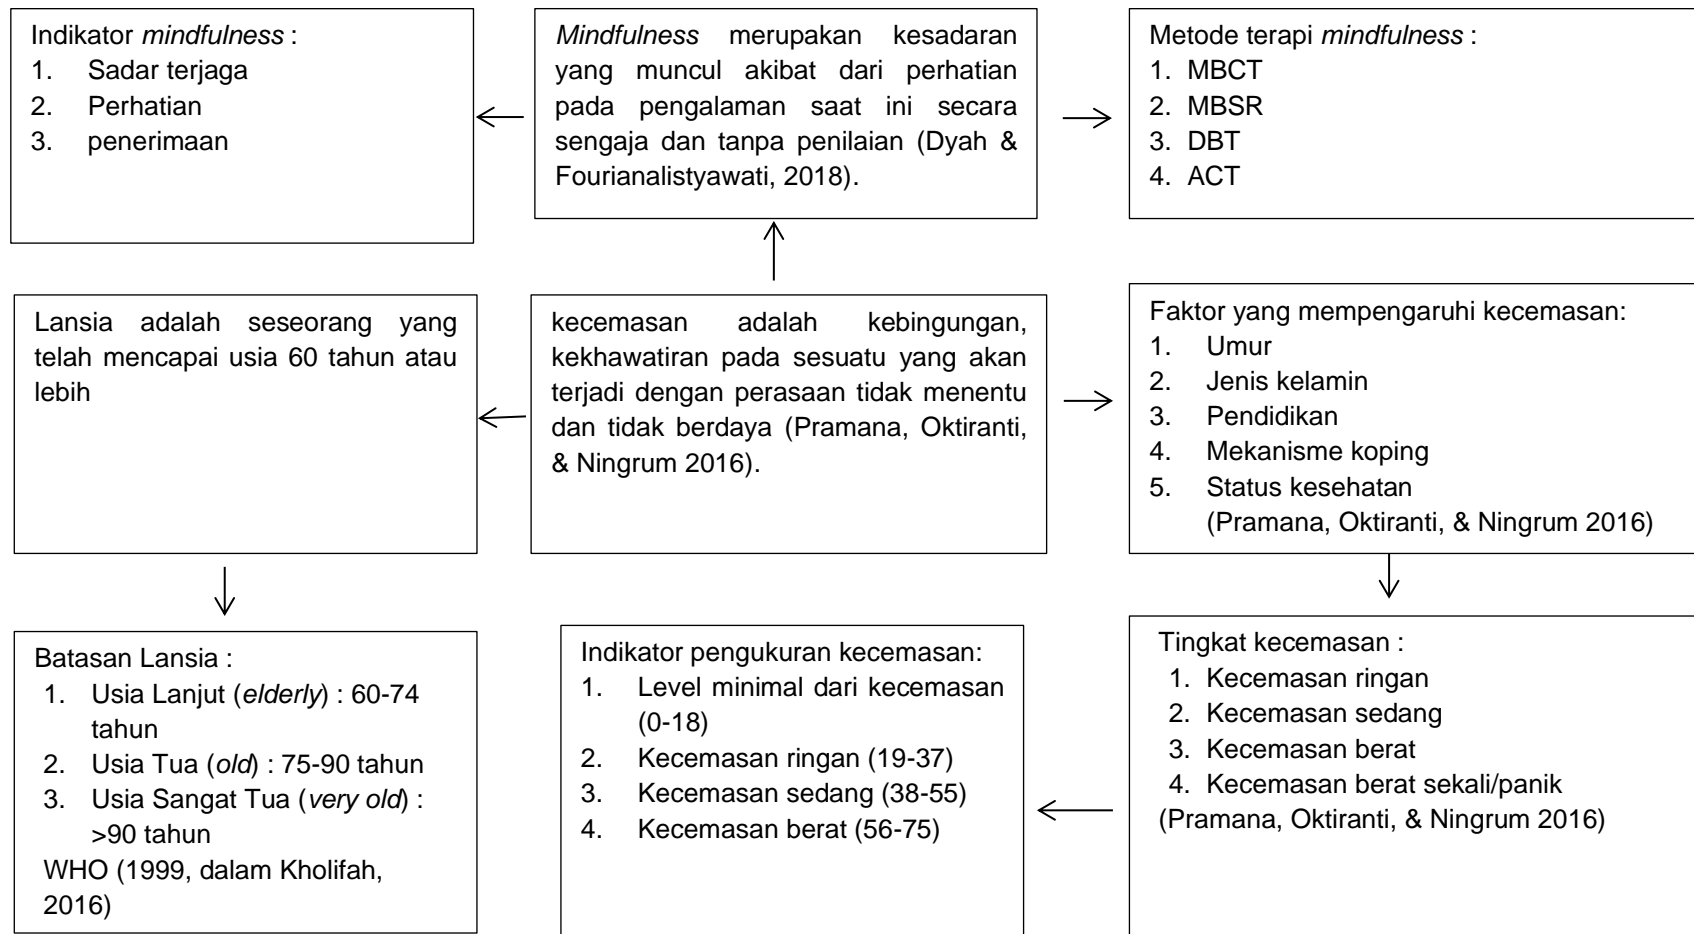 Indikator mindfulness :
1. Sadar terjaga
2. Perhatian
3. penerimaan
Mindfulness merupakan kesadaran
yang muncul akibat dari perhatian
pada pengalaman saat ini secara
sengaja dan tanpa penilaian (Dyah &
Fourianalistyawati, 2018).
Metode terapi mindfulness :
1. MBCT
2. MBSR
3. DBT
4. ACT
Lansia adalah seseorang yang
telah mencapai usia 60 tahun atau
lebih
kecemasan adalah kebingungan,
kekhawatiran pada sesuatu yang akan
terjadi dengan perasaan tidak menentu
dan tidak berdaya (Pramana, Oktiranti,
& Ningrum 2016).
Faktor yang mempengaruhi kecemasan:
1. Umur
2. Jenis kelamin
3. Pendidikan
4. Mekanisme koping
5. Status kesehatan
(Pramana, Oktiranti, & Ningrum 2016)
Batasan Lansia :
1. Usia Lanjut (elderly) : 60-74
tahun
2. Usia Tua (old) : 75-90 tahun
3. Usia Sangat Tua (very old) :
>90 tahun
WHO (1999, dalam Kholifah,
2016)
Indikator pengukuran kecemasan:
1. Level minimal dari kecemasan
(0-18)
2. Kecemasan ringan (19-37)
3. Kecemasan sedang (38-55)
4. Kecemasan berat (56-75)
Tingkat kecemasan :
1. Kecemasan ringan
2. Kecemasan sedang
3. Kecemasan berat
4. Kecemasan berat sekali/panik
(Pramana, Oktiranti, & Ningrum 2016)